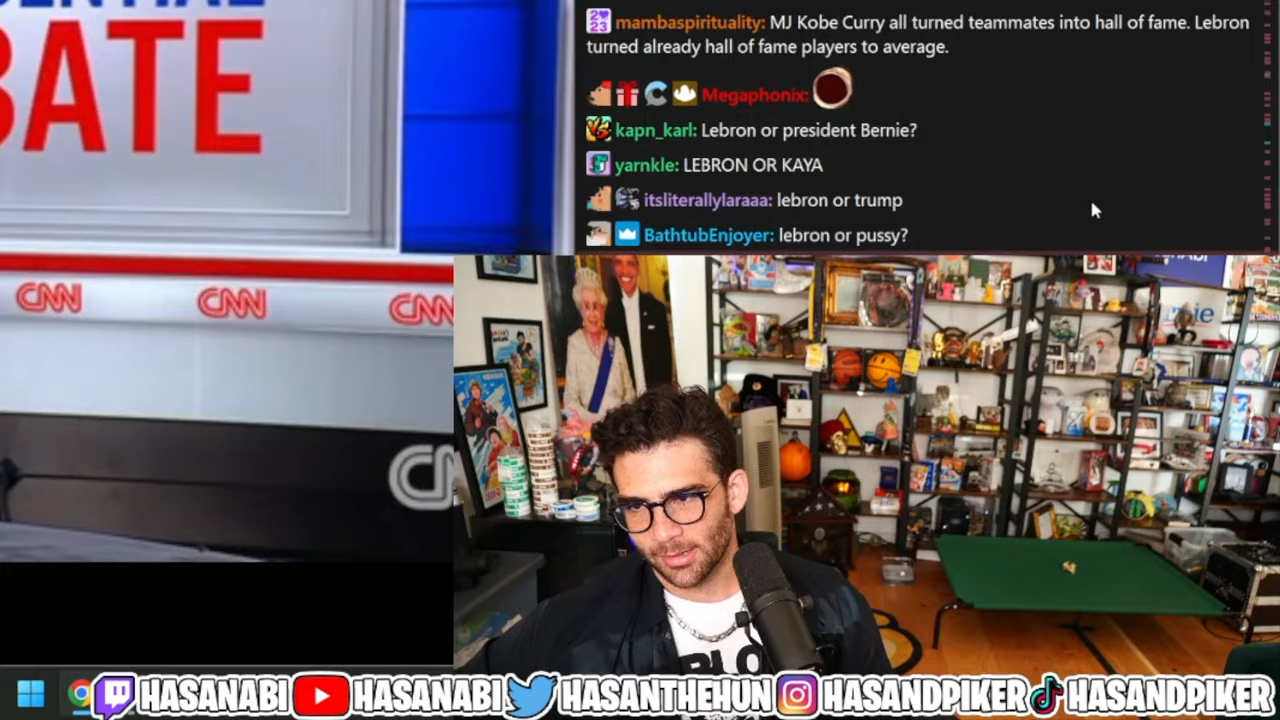 BATE
mambaspirituality: MJ Kobe Curry all turned teammates into hall of fame. Lebron
turned already hall of fame players to average.
Megaphonix:
kapn_karl: Lebron or president Bernie?
yarnkle: LEBRON OR KAYA
itsliterallylaraaa: lebron or trump
BathtubEnjoyer: lebron or pussy?
CNN CNN CNN
CN
HASANABI HASANABI HASANTHEHUN HASANDPIKER HASANDPIKER